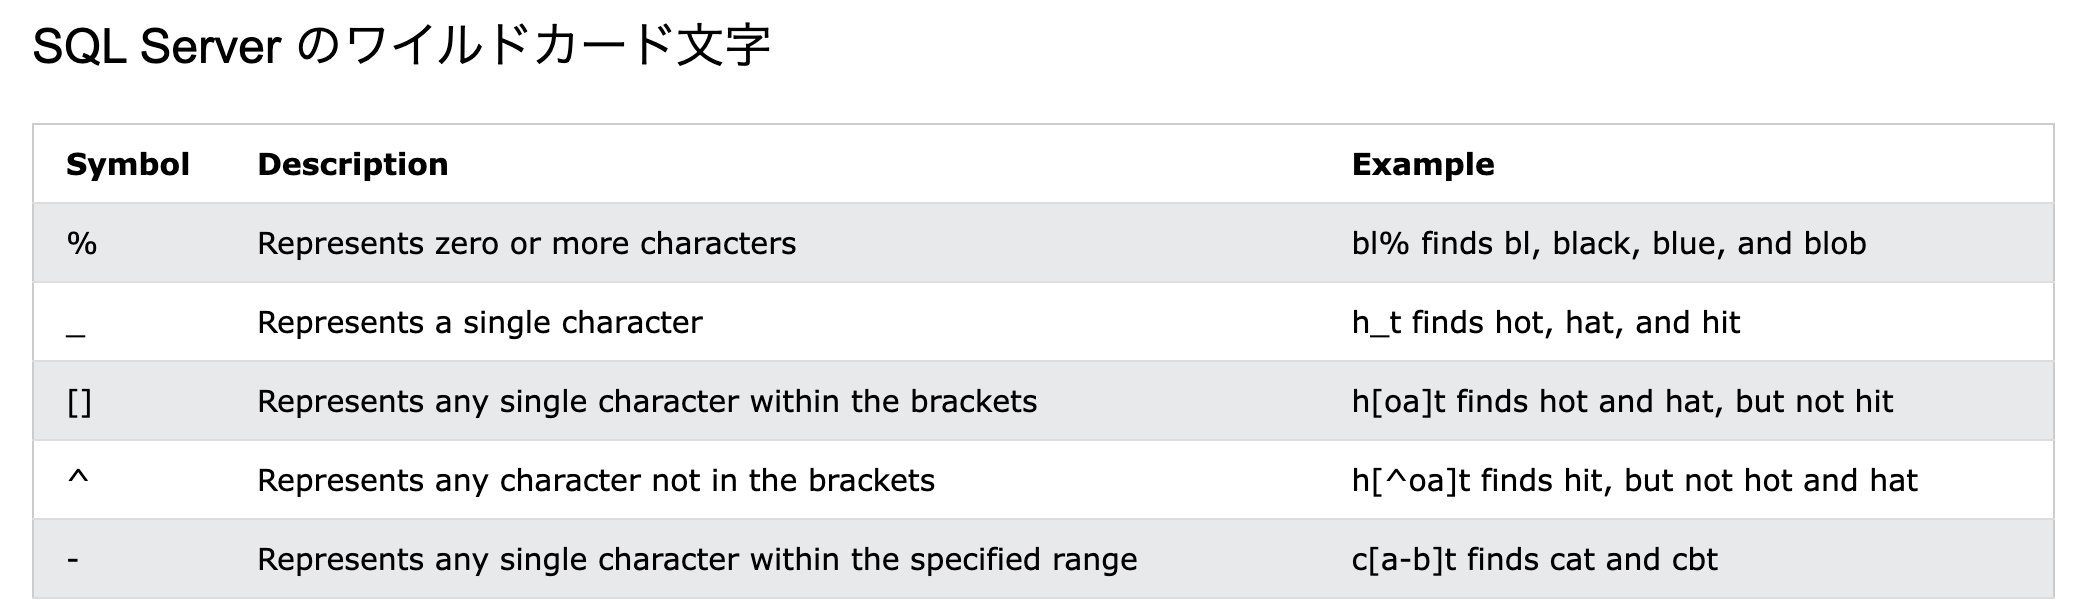 SQL Server のワイルドカード文字
Symbol Description Example
% Represents zero or more characters bl% finds bl, black, blue, and blob
_ Represents a single character h_t finds hot, hat, and hit
[] Represents any single character within the brackets h[oa]t finds hot and hat, but not hit
^ Represents any character not in the brackets h[^oa]t finds hit, but not hot and hat
- Represents any single character within the specified range c[a-b]t finds cat and cbt